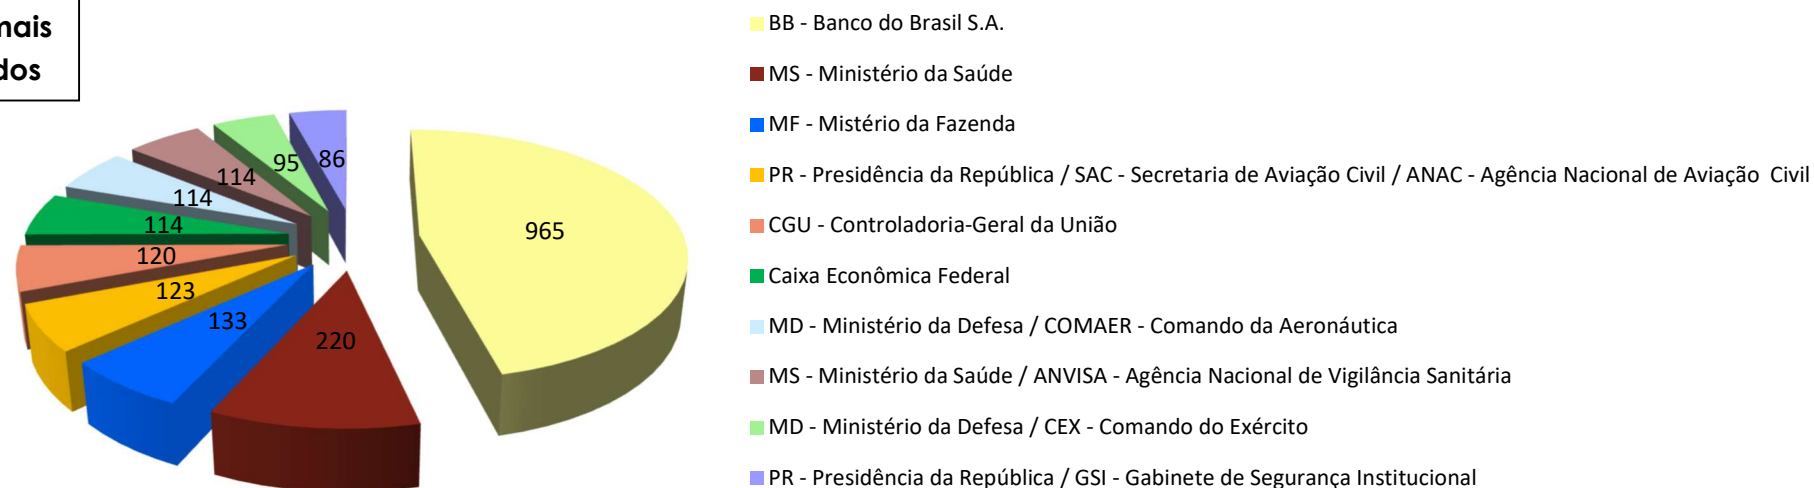 dos
BB - Banco do Brasil S.A.
MS - Ministério da Saúde
MF - Mistério da Fazenda
PR - Presidência da República / SAC - Secretaria de Aviação Civil / ANAC - Agência Nacional de Aviação  Civil
CGU - Controladoria-Geral da União
Caixa Econômica Federal
MD - Ministério da Defesa / COMAER - Comando da Aeronáutica
MS - Ministério da Saúde / ANVISA - Agência Nacional de Vigilância Sanitária
MD - Ministério da Defesa / CEX - Comando do Exército
PR - Presidência da República / GSI - Gabinete de Segurança Institucional
965
220
133
123
120
114
114
114
95
86